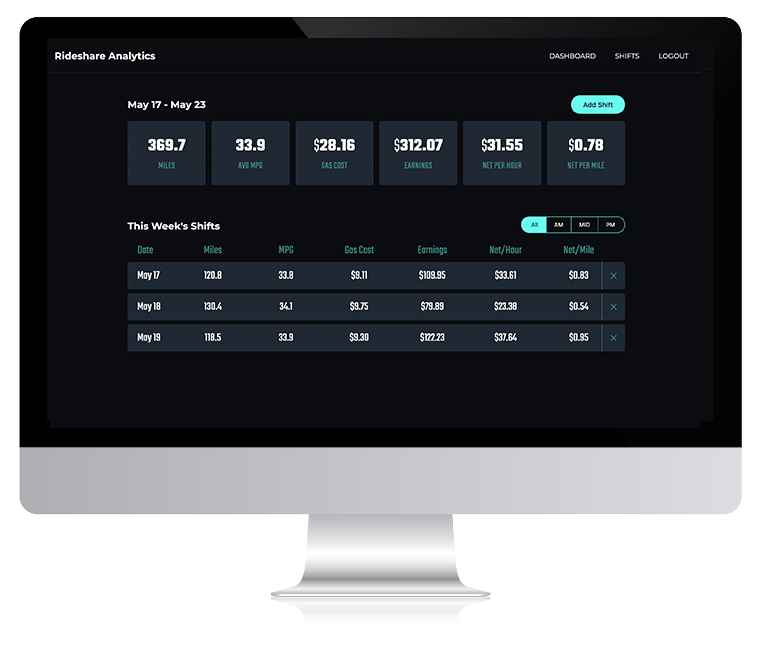 Rideshare Analytics DASHBOARD SHIFTS LOGOUT
May 17 - May 23 Add Shift
369.7 33.9 $28.16 $312.07 $31.55 $0.78
MILES AVG MPG GAS COST EARNINGS NET PER HOUR NET PER MILE
This Week's Shifts All AM MID PM
Date Miles MPG Gas Cost Earnings Net/Hour Net/Mile
May 17 120.8 33.8 $9.11 $109.95 $33.61 $0.83 ×
May 18 130.4 34.1 $9.75 $79.89 $23.38 $0.54 ×
May 19 118.5 33.9 $9.30 $122.23 $37.64 $0.95 ×